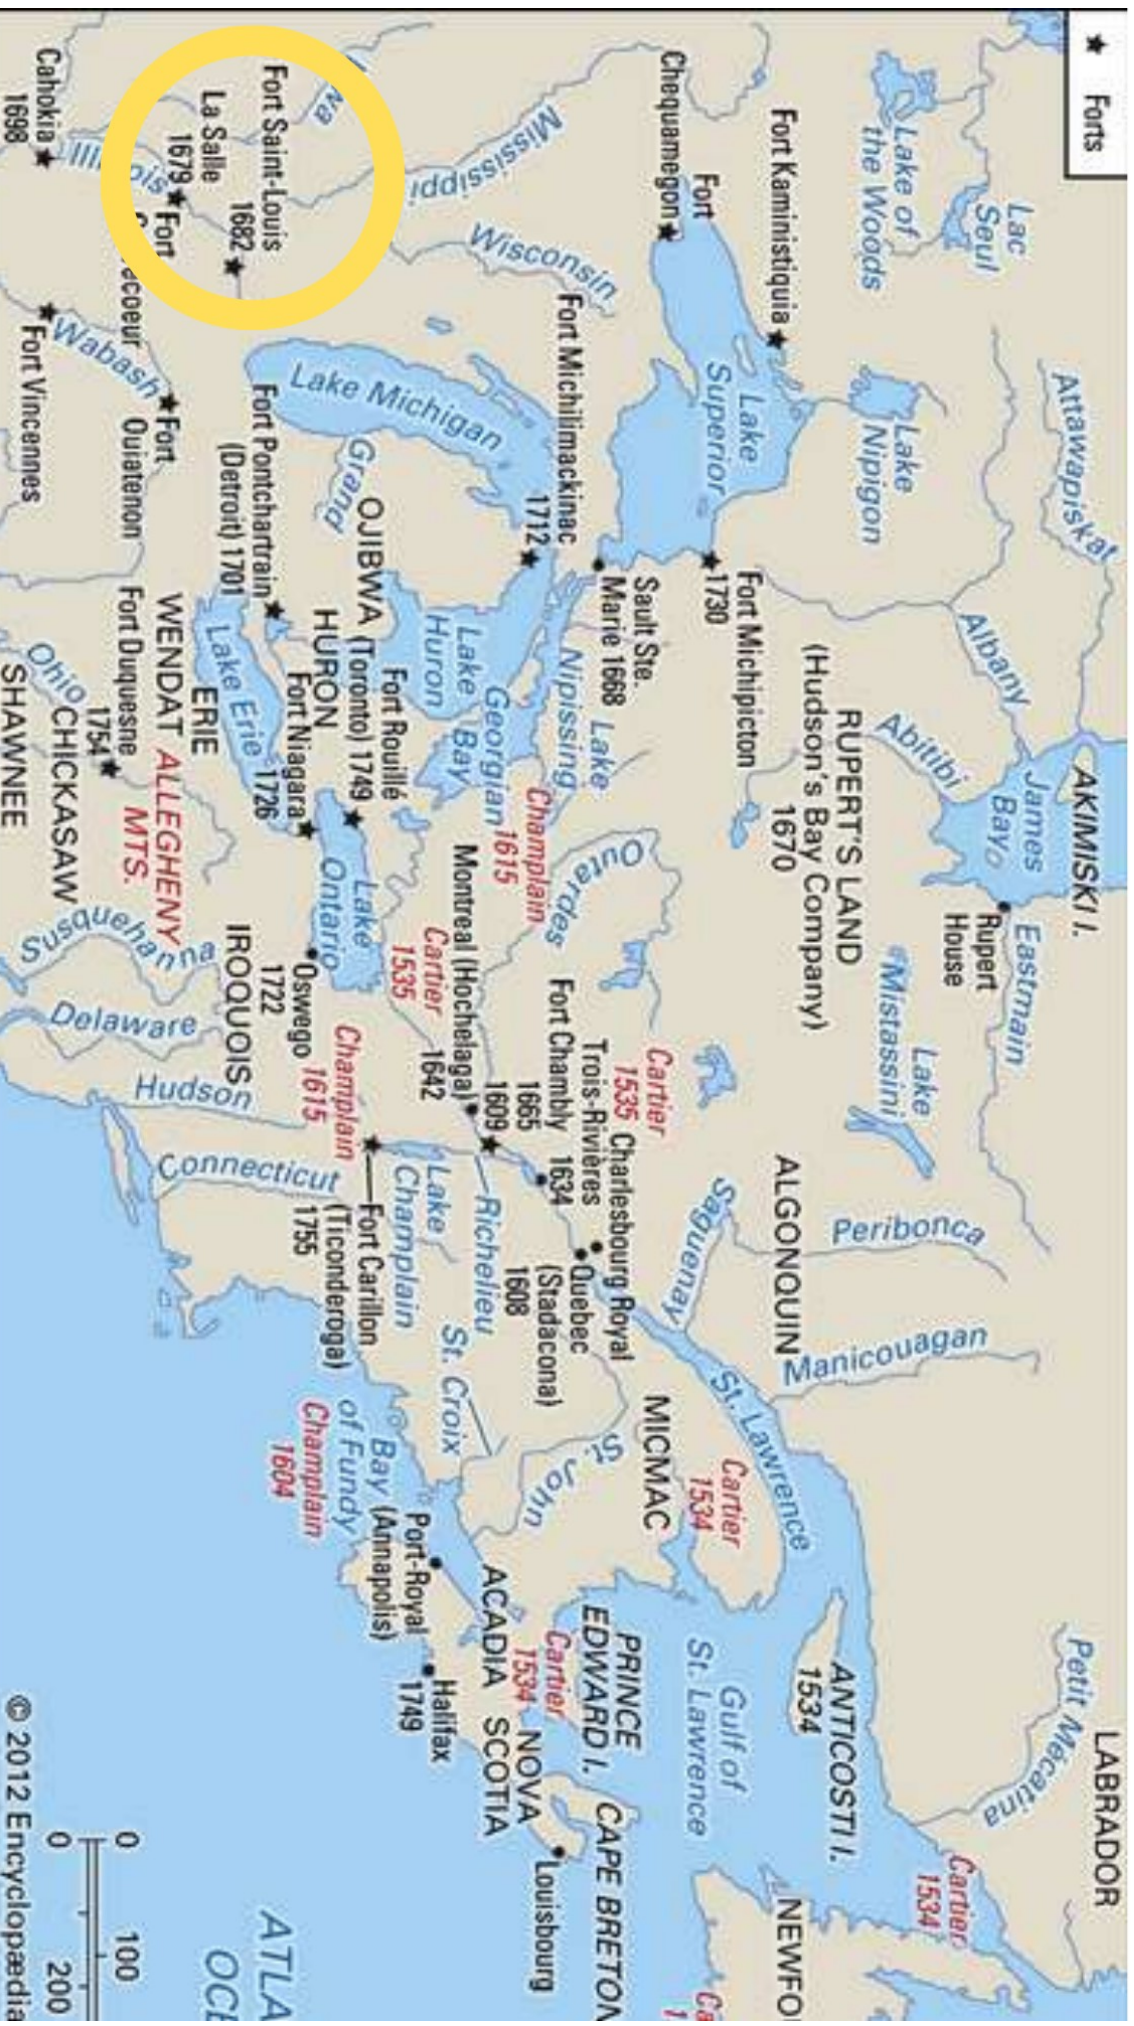 ★ Forts
Lac
Seul
Lake of
the Woods
Attawapiskat
AKIMISKI I.
James
Bay
Albany
Abitibi
Rupert
House
Eastmain
LABRADOR
Petit Mécatina
Fort Kaministiquia
Lake
Nipigon
RUPERT'S LAND
(Hudson's Bay Company)
1670
Lake
Mistassini
Peribonca
Manicouagan
ALGONQUIN
Saguenay
St. Lawrence
Cartier
1534
ANTICOSTI I.
1534
Cartier
1534
Gulf of
St. Lawrence
NEWFO
Ca
1
Fort
Chequamegon
Lake
Superior
Fort Michipicton
1730
Sault Ste.
Marie 1668
Lake
Nipissing
Outardes
Cartier
1535
Charlesbourg Royal
Trois-Rivières
1634
Fort Chambly
1665
1609
Quebec
(Stadacona)
1608
MICMAC
St. John
PRINCE
EDWARD I.
Cartier
1534
CAPE BRETON
Louisbourg
NOVA
SCOTIA
ACADIA
Mississippi
Wisconsin
Fort Michilimackinac
1712
Lake Michigan
Grand
OJIBWA
HURON
Lake
Huron
Georgian
Bay
Champlain
1615
Fort Rouillé
(Toronto) 1749
Montreal (Hochelaga)
1642
Cartier
1535
Richelieu
Lake
Champlain
St. Croix
Fort Carillon
(Ticonderoga)
1755
Bay
of Fundy
Champlain
1604
Port-Royal
(Annapolis)
Halifax
1749
Fort Saint-Louis
1682
La Salle
1679
Fort
ecoeur
Illinois
Cahokia
1698
Fort Pontchartrain
(Detroit) 1701
Lake Erie
ERIE
WENDAT
Fort Niagara
1726
Lake
Ontario
Oswego
1722
Champlain
1615
IROQUOIS
Hudson
Connecticut
Delaware
Susquehanna
ALLEGHENY
MTS.
Fort
Ouiatenon
Wabash
Fort Vincennes
Fort Duquesne
1754
Ohio
CHICKASAW
SHAWNEE
ATLA
OCE
0 100
0 200
© 2012 Encyclopædia